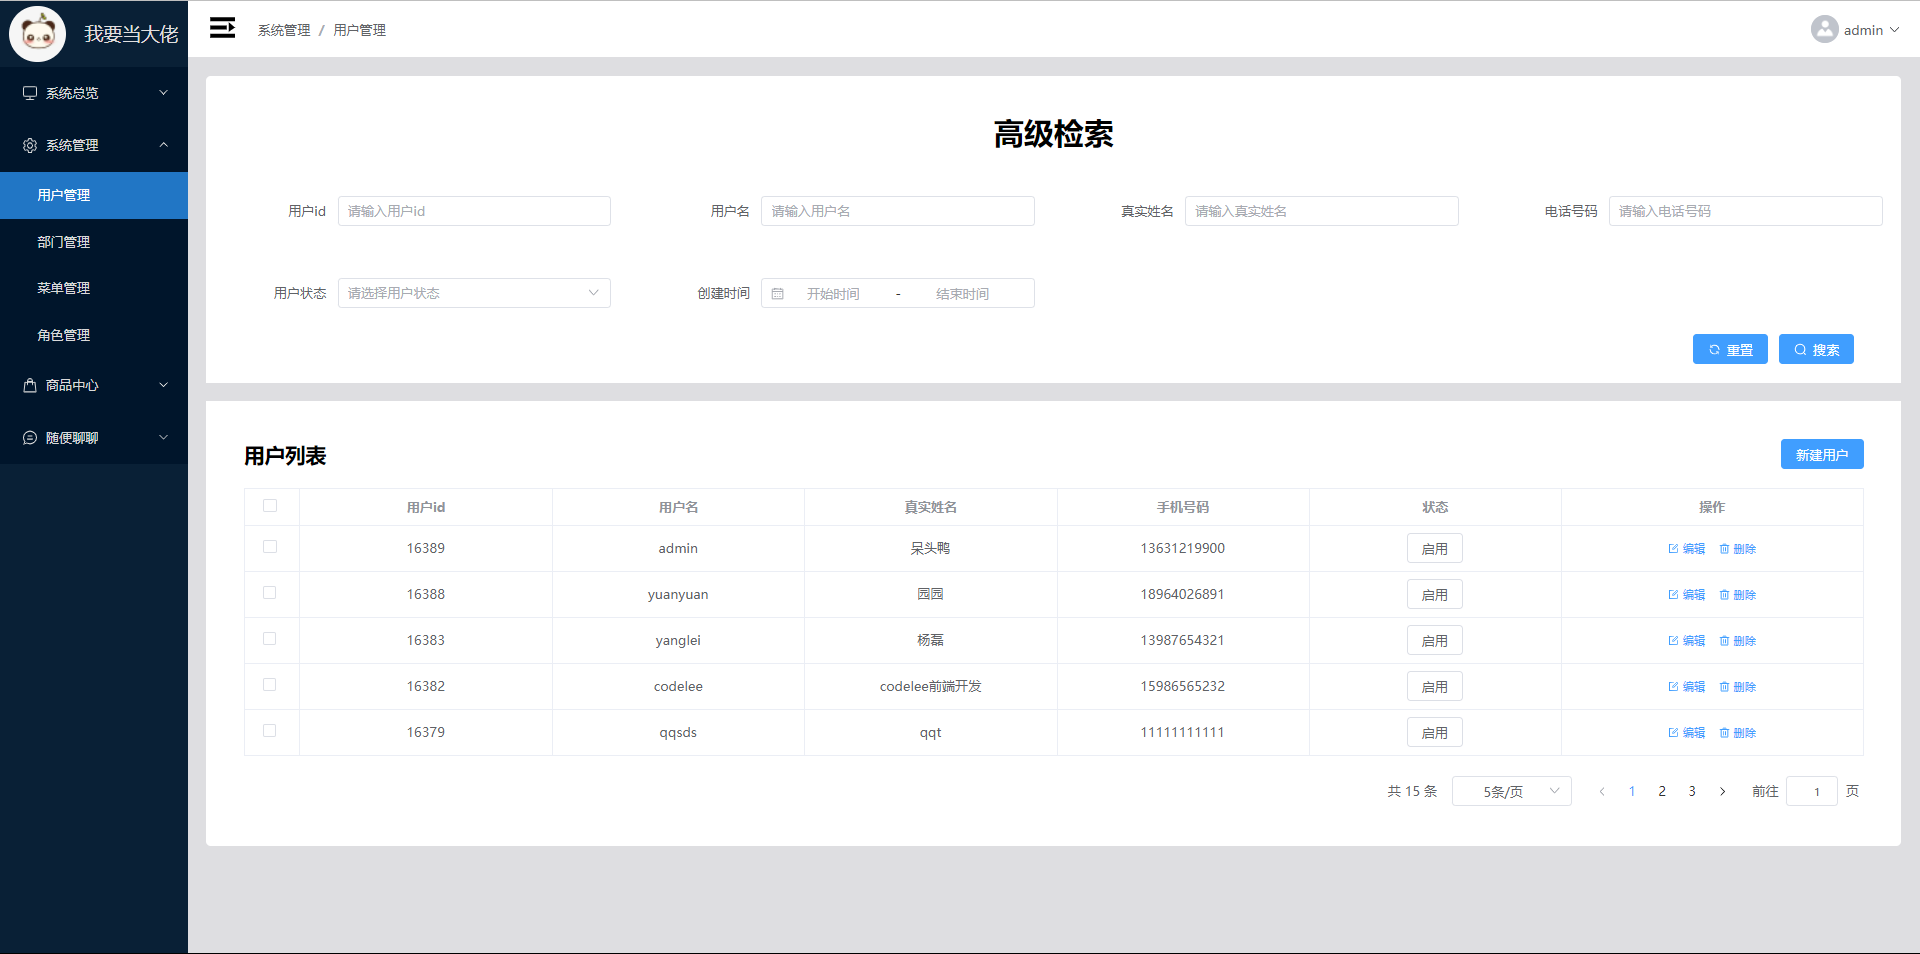 我要当大佬
系统管理 / 用户管理
admin
系统总览
系统管理
用户管理
部门管理
菜单管理
角色管理
商品中心
随便聊聊
高级检索
用户id 请输入用户id 用户名 请输入用户名 真实姓名 请输入真实姓名 电话号码 请输入电话号码
用户状态 请选择用户状态 创建时间 开始时间 - 结束时间
重置 搜索
用户列表 新建用户
用户id 用户名 真实姓名 手机号码 状态 操作
16389 admin 呆头鸭 13631219900 启用 编辑 删除
16388 yuanyuan 园园 18964026891 启用 编辑 删除
16383 yanglei 杨磊 13987654321 启用 编辑 删除
16382 codelee codelee前端开发 15986565232 启用 编辑 删除
16379 qqsds qqt 11111111111 启用 编辑 删除
共 15 条 5条/页 1 2 3 前往 1 页